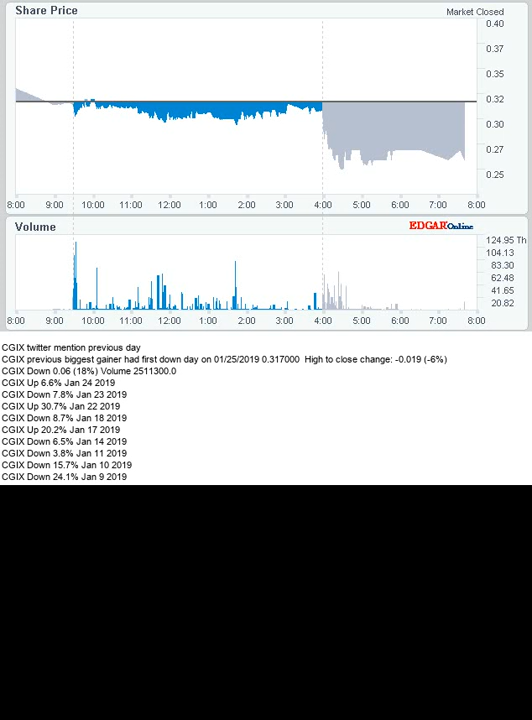 Share Price
Market Closed
0.40
0.37
0.35
0.32
0.30
0.27
0.25
8:00 9:00 10:00 11:00 12:00 1:00 2:00 3:00 4:00 5:00 6:00 7:00 8:00
Volume
EDGAR Online
124.95 Th
104.13
83.30
62.48
41.65
20.82
8:00 9:00 10:00 11:00 12:00 1:00 2:00 3:00 4:00 5:00 6:00 7:00 8:00
CGIX twitter mention previous day
CGIX previous biggest gainer had first down day on 01/25/2019 0.317000 High to close change: -0.019 (-6%)
CGIX Down 0.06 (18%) Volume 2511300.0
CGIX Up 6.6% Jan 24 2019
CGIX Down 7.8% Jan 23 2019
CGIX Up 30.7% Jan 22 2019
CGIX Down 8.7% Jan 18 2019
CGIX Up 20.2% Jan 17 2019
CGIX Down 6.5% Jan 14 2019
CGIX Down 3.8% Jan 11 2019
CGIX Down 15.7% Jan 10 2019
CGIX Down 24.1% Jan 9 2019